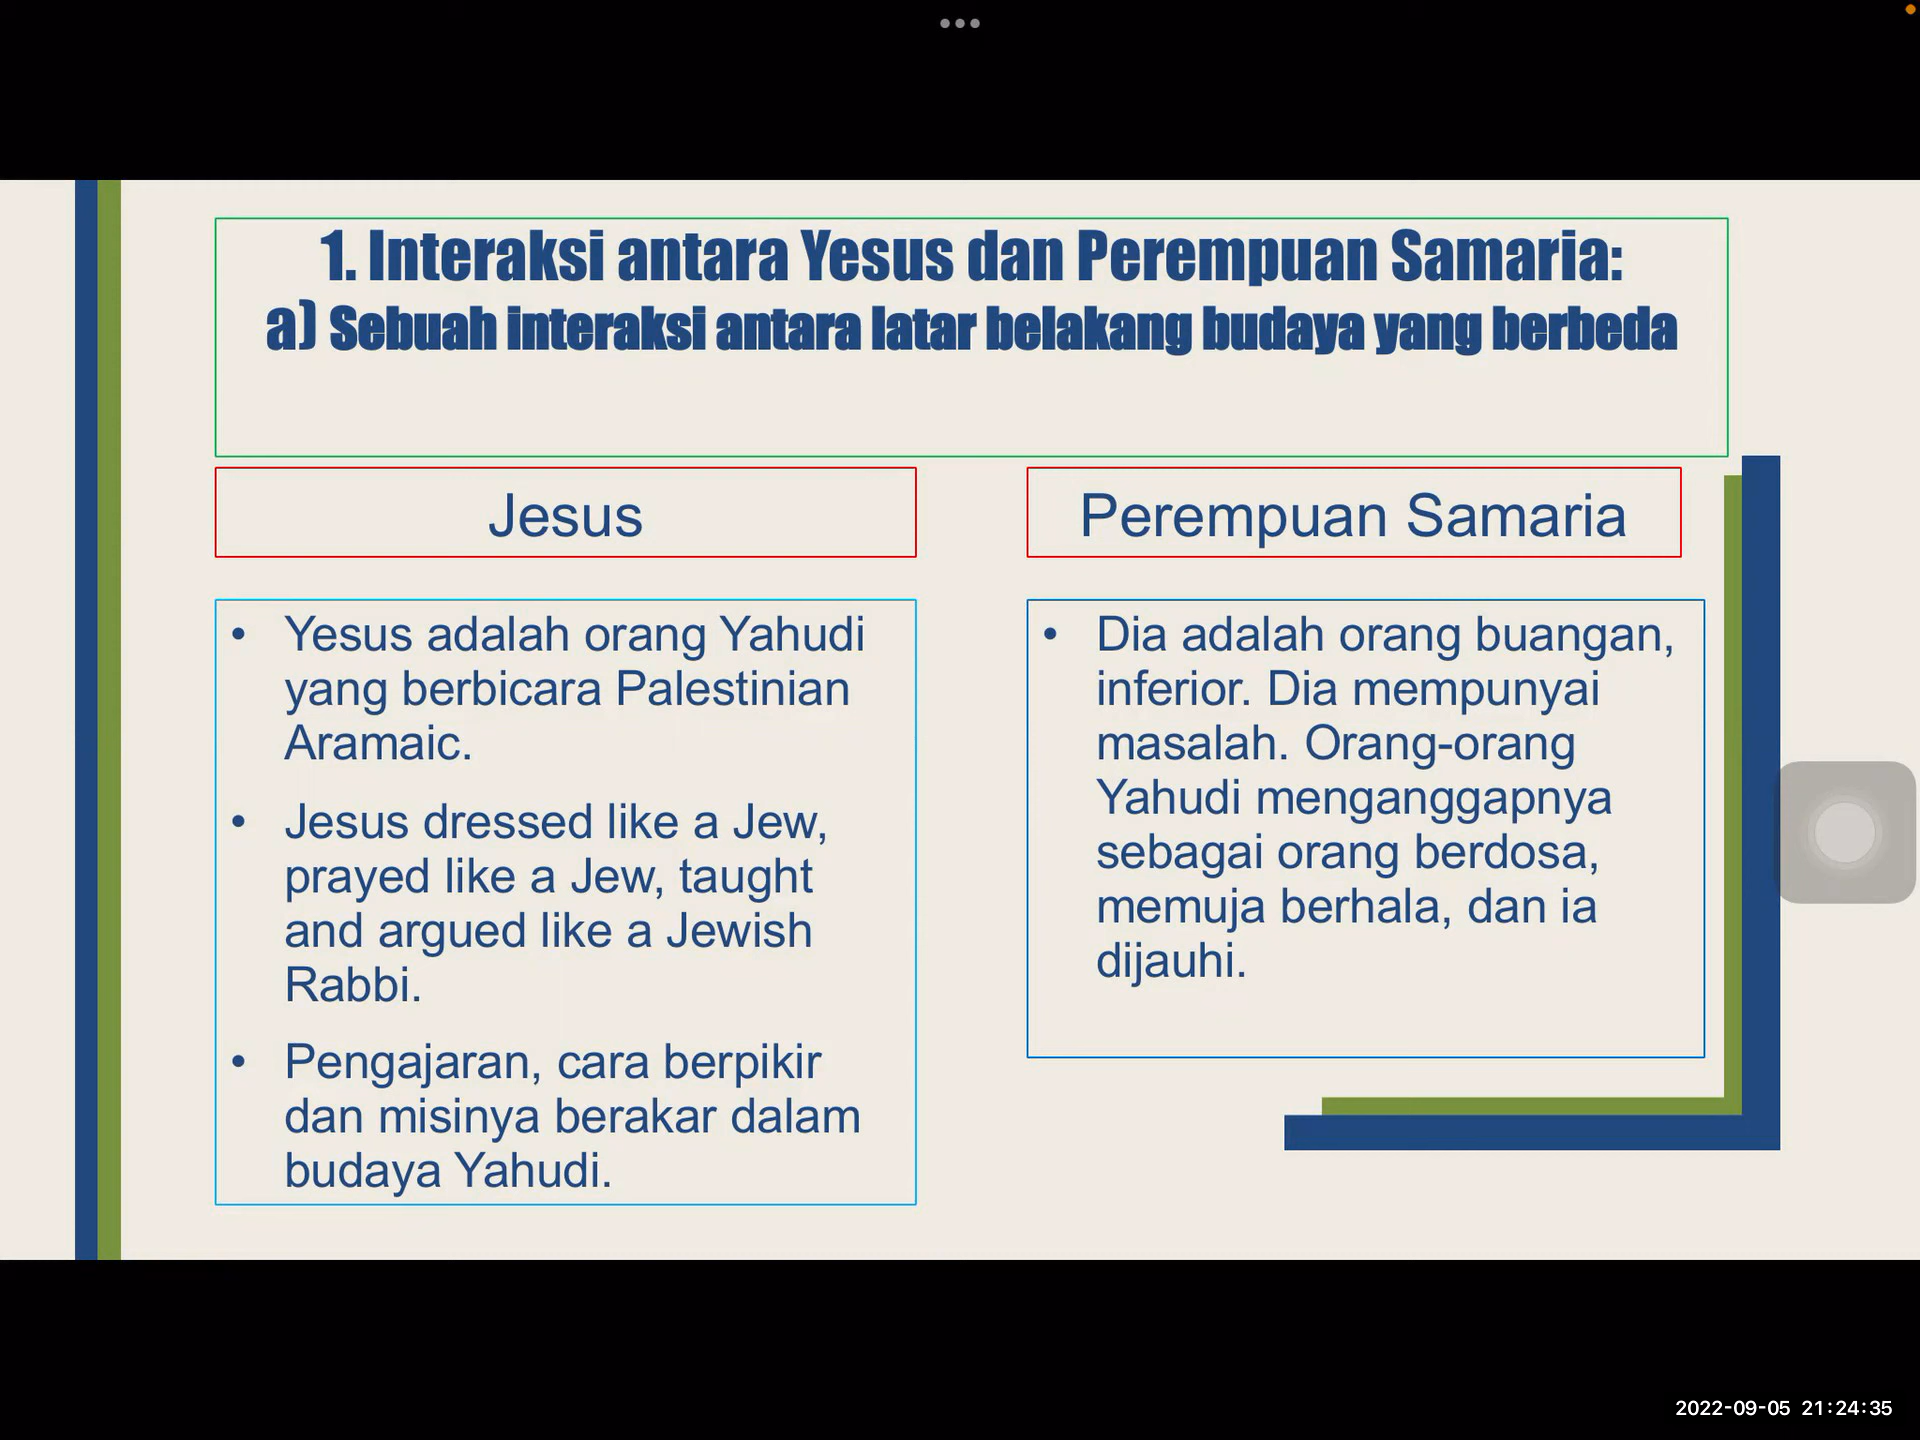 1. Interaksi antara Yesus dan Perempuan Samaria:
a) Sebuah interaksi antara latar belakang budaya yang berbeda
Jesus
• Yesus adalah orang Yahudi
yang berbicara Palestinian
Aramaic.
• Jesus dressed like a Jew,
prayed like a Jew, taught
and argued like a Jewish
Rabbi.
• Pengajaran, cara berpikir
dan misinya berakar dalam
budaya Yahudi.
Perempuan Samaria
• Dia adalah orang buangan,
inferior. Dia mempunyai
masalah. Orang-orang
Yahudi menganggapnya
sebagai orang berdosa,
memuja berhala, dan ia
dijauhi.
2022-09-05 21:24:35